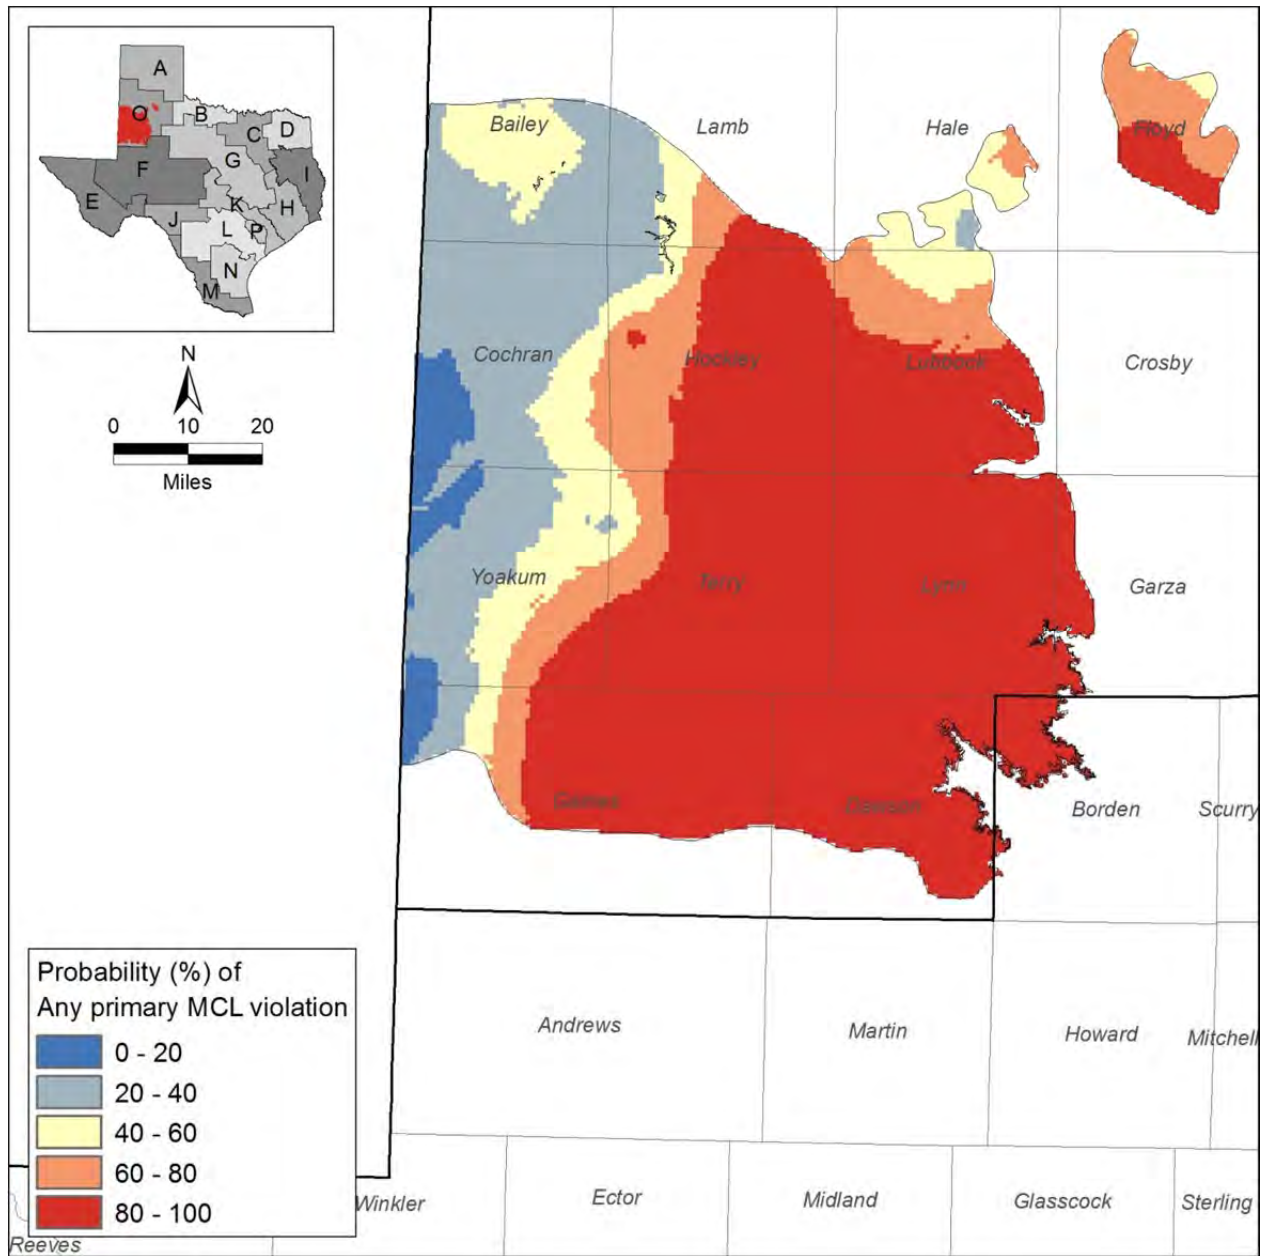 A
O
B
C
D
G
F
I
E
K
H
J
L
P
N
M
N
0 10 20
Miles
Bailey
Lamb
Hale
Floyd
Cochran
Hockley
Lubbock
Crosby
Yoakum
Terry
Lynn
Garza
Gaines
Dawson
Borden
Scurry
Andrews
Martin
Howard
Mitchell
Winkler
Ector
Midland
Glasscock
Sterling
Reeves
Probability (%) of
Any primary MCL violation
0 - 20
20 - 40
40 - 60
60 - 80
80 - 100